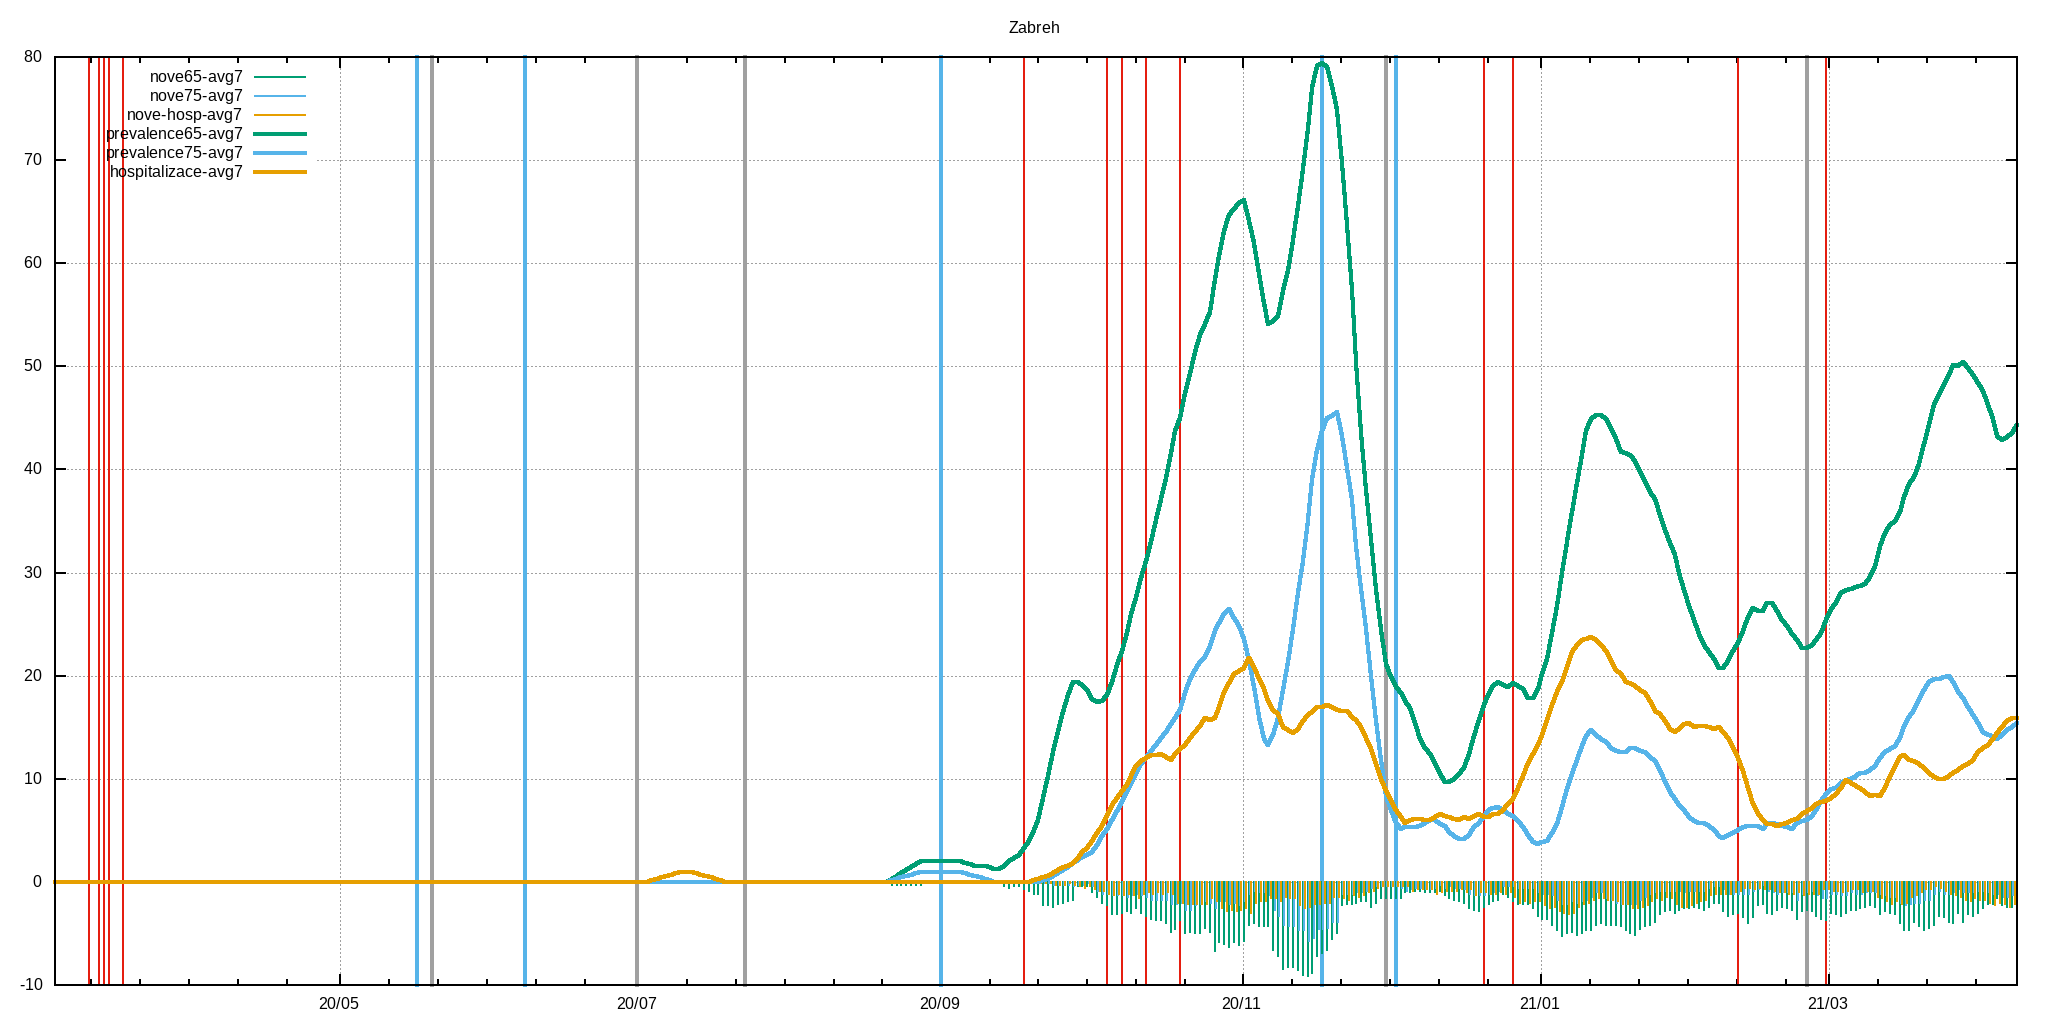 Zabreh
80
70
60
50
40
30
20
10
0
-10
nove65-avg7
nove75-avg7
nove-hosp-avg7
prevalence65-avg7
prevalence75-avg7
hospitalizace-avg7
20/05 20/07 20/09 20/11 21/01 21/03